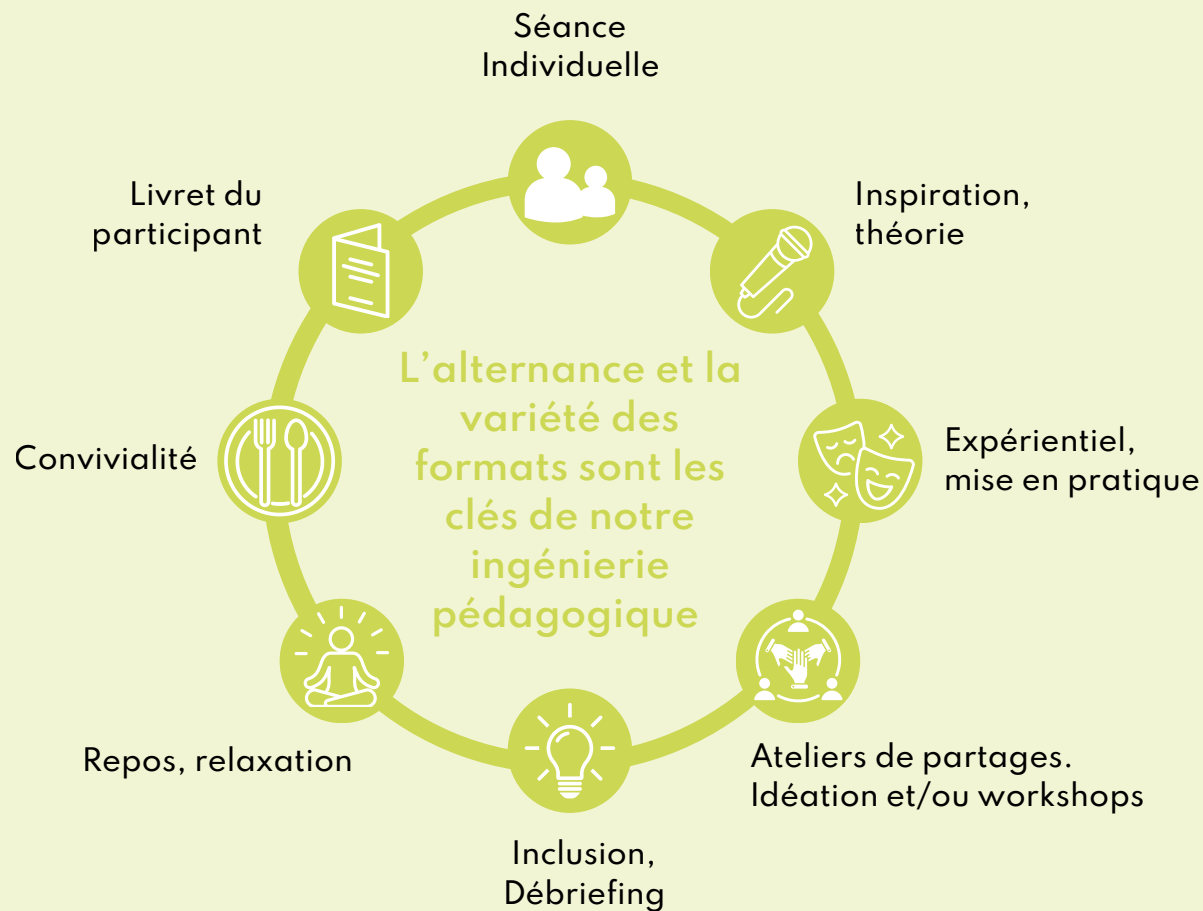 Séance
Individuelle
Inspiration,
théorie
Expérientiel,
mise en pratique
Ateliers de partages.
Idéation et/ou workshops
Inclusion,
Débriefing
Repos, relaxation
Convivialité
Livret du
participant
L'alternance et la
variété des
formats sont les
clés de notre
ingénierie
pédagogique